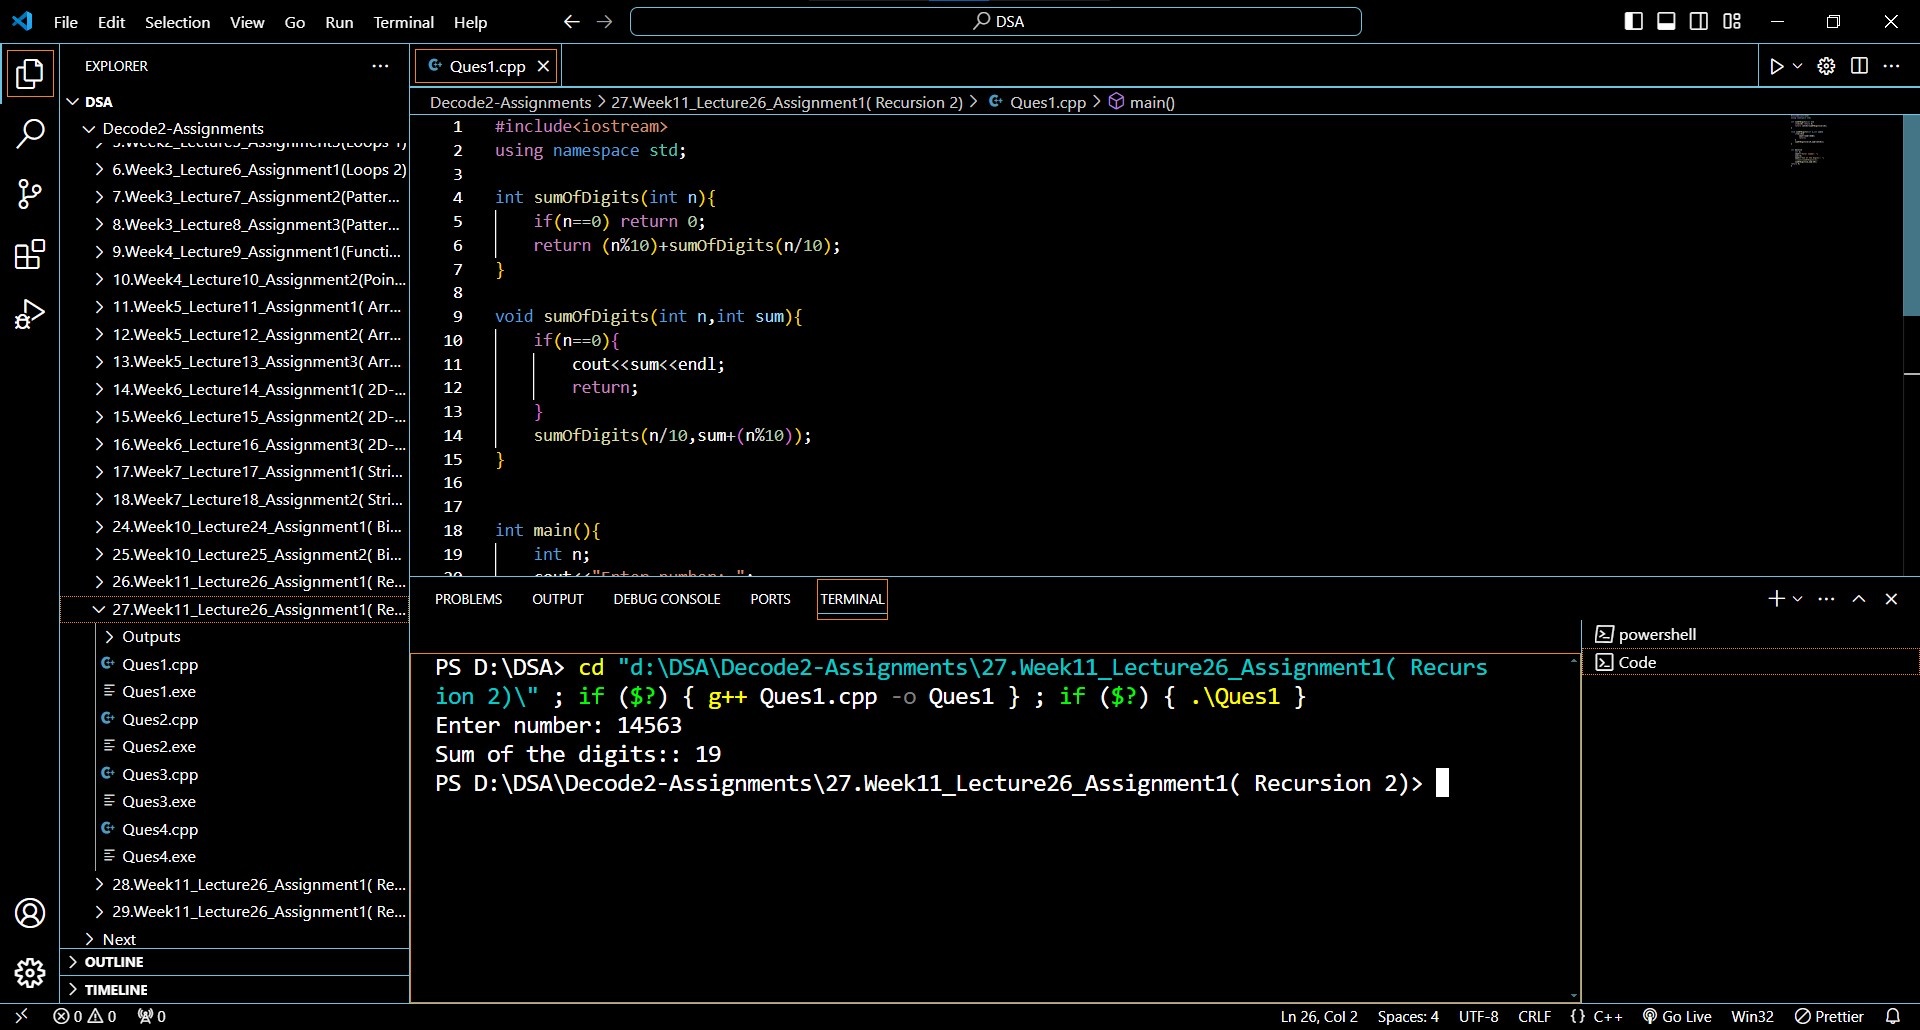 File Edit Selection View Go Run Terminal Help
DSA
EXPLORER
DSA
Decode2-Assignments
5.Week2_Lecture5_Assignment3(Loops 1)
6.Week3_Lecture6_Assignment1(Loops 2)
7.Week3_Lecture7_Assignment2(Patter...
8.Week3_Lecture8_Assignment3(Patter...
9.Week4_Lecture9_Assignment1(Functi...
10.Week4_Lecture10_Assignment2(Poin...
11.Week5_Lecture11_Assignment1( Arr...
12.Week5_Lecture12_Assignment2( Arr...
13.Week5_Lecture13_Assignment3( Arr...
14.Week6_Lecture14_Assignment1( 2D-...
15.Week6_Lecture15_Assignment2( 2D-...
16.Week6_Lecture16_Assignment3( 2D-...
17.Week7_Lecture17_Assignment1( Stri...
18.Week7_Lecture18_Assignment2( Stri...
24.Week10_Lecture24_Assignment1( Bi...
25.Week10_Lecture25_Assignment2( Bi...
26.Week11_Lecture26_Assignment1( Re...
27.Week11_Lecture26_Assignment1( Re...
Outputs
Ques1.cpp
Ques1.exe
Ques2.cpp
Ques2.exe
Ques3.cpp
Ques3.exe
Ques4.cpp
Ques4.exe
28.Week11_Lecture26_Assignment1( Re...
29.Week11_Lecture26_Assignment1( Re...
Next
OUTLINE
TIMELINE
Ques1.cpp
Decode2-Assignments > 27.Week11_Lecture26_Assignment1( Recursion 2) > Ques1.cpp > main()
1 #include<iostream>
2 using namespace std;
3
4 int sumOfDigits(int n){
5 if(n==0) return 0;
6 return (n%10)+sumOfDigits(n/10);
7 }
8
9 void sumOfDigits(int n,int sum){
10 if(n==0){
11 cout<<sum<<endl;
12 return;
13 }
14 sumOfDigits(n/10,sum+(n%10));
15 }
16
17
18 int main(){
19 int n;
20 cout<<"Enter number: ";
PROBLEMS OUTPUT DEBUG CONSOLE PORTS TERMINAL
PS D:\DSA> cd "d:\DSA\Decode2-Assignments\27.Week11_Lecture26_Assignment1( Recurs
ion 2)\" ; if ($?) { g++ Ques1.cpp -o Ques1 } ; if ($?) { .\Ques1 }
Enter number: 14563
Sum of the digits:: 19
PS D:\DSA\Decode2-Assignments\27.Week11_Lecture26_Assignment1( Recursion 2)>
powershell
Code
0 0 0
Ln 26, Col 2 Spaces: 4 UTF-8 CRLF {} C++ Go Live Win32 Prettier